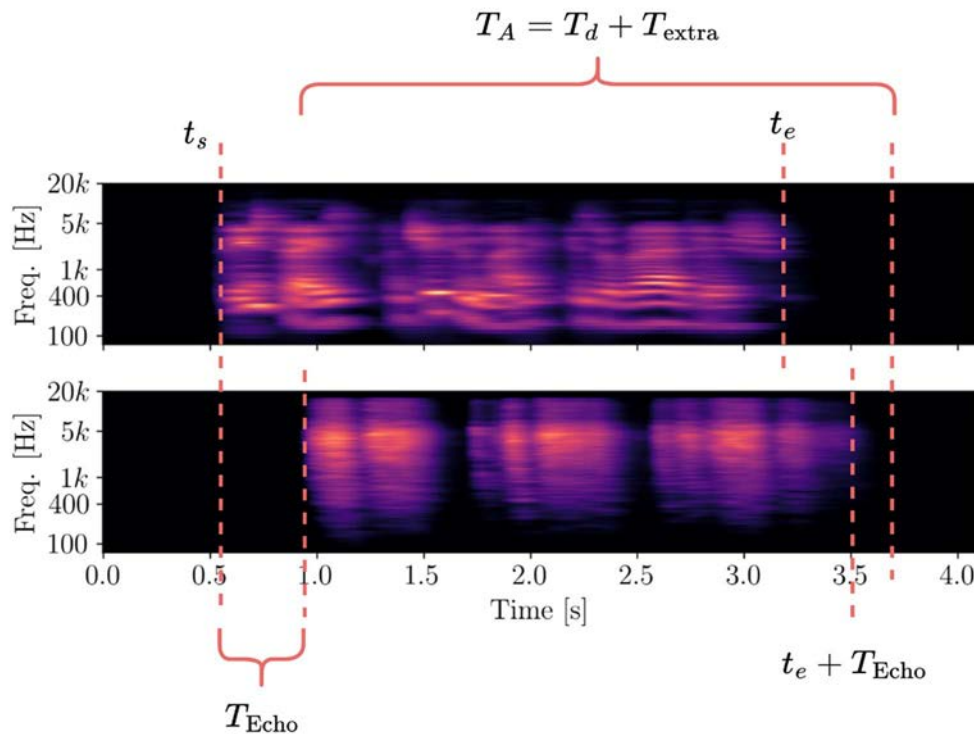 T_A = T_d + T_extra
t_s
t_e
20k
5k
1k
400
100
Freq. [Hz]
20k
5k
1k
400
100
Freq. [Hz]
0.0 0.5 1.0 1.5 2.0 2.5 3.0 3.5 4.0
Time [s]
t_e + T_Echo
T_Echo